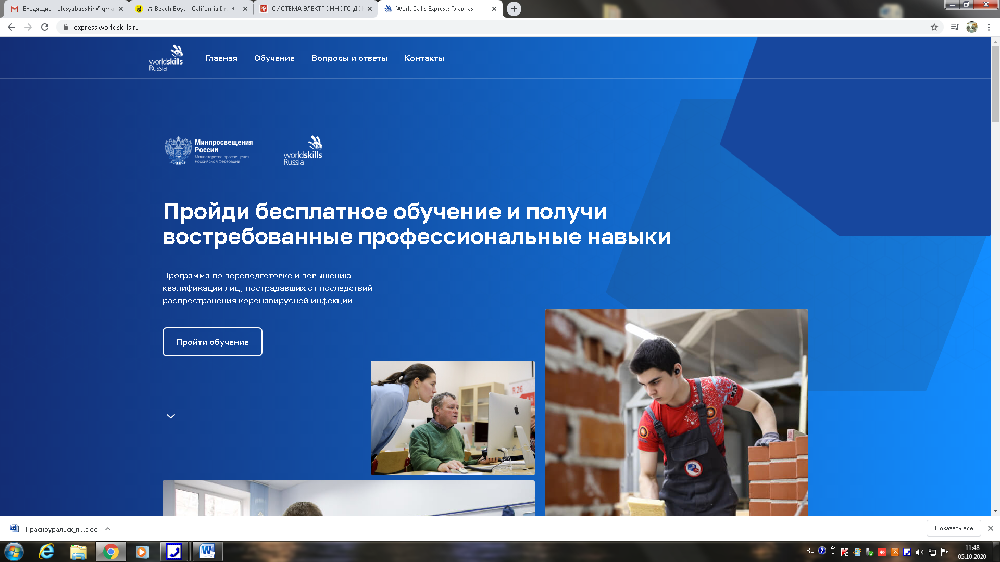 Входящие - olesyababskih@gma
Beach Boys - California Dr
СИСТЕМА ЭЛЕКТРОННОГО ДО
WorldSkills Express: Главная
express.worldskills.ru
worldskills
Russia
Главная
Обучение
Вопросы и ответы
Контакты
Минпросвещения
России
Министерство просвещения
Российской Федерации
worldskills
Russia
Пройди бесплатное обучение и получи
востребованные профессиональные навыки
Программа по переподготовке и повышению
квалификации лиц, пострадавших от последствий
распространения коронавирусной инфекции
Пройти обучение
R 26
Красноуральск_п....doc
Показать все
RU
11:48
05.10.2020